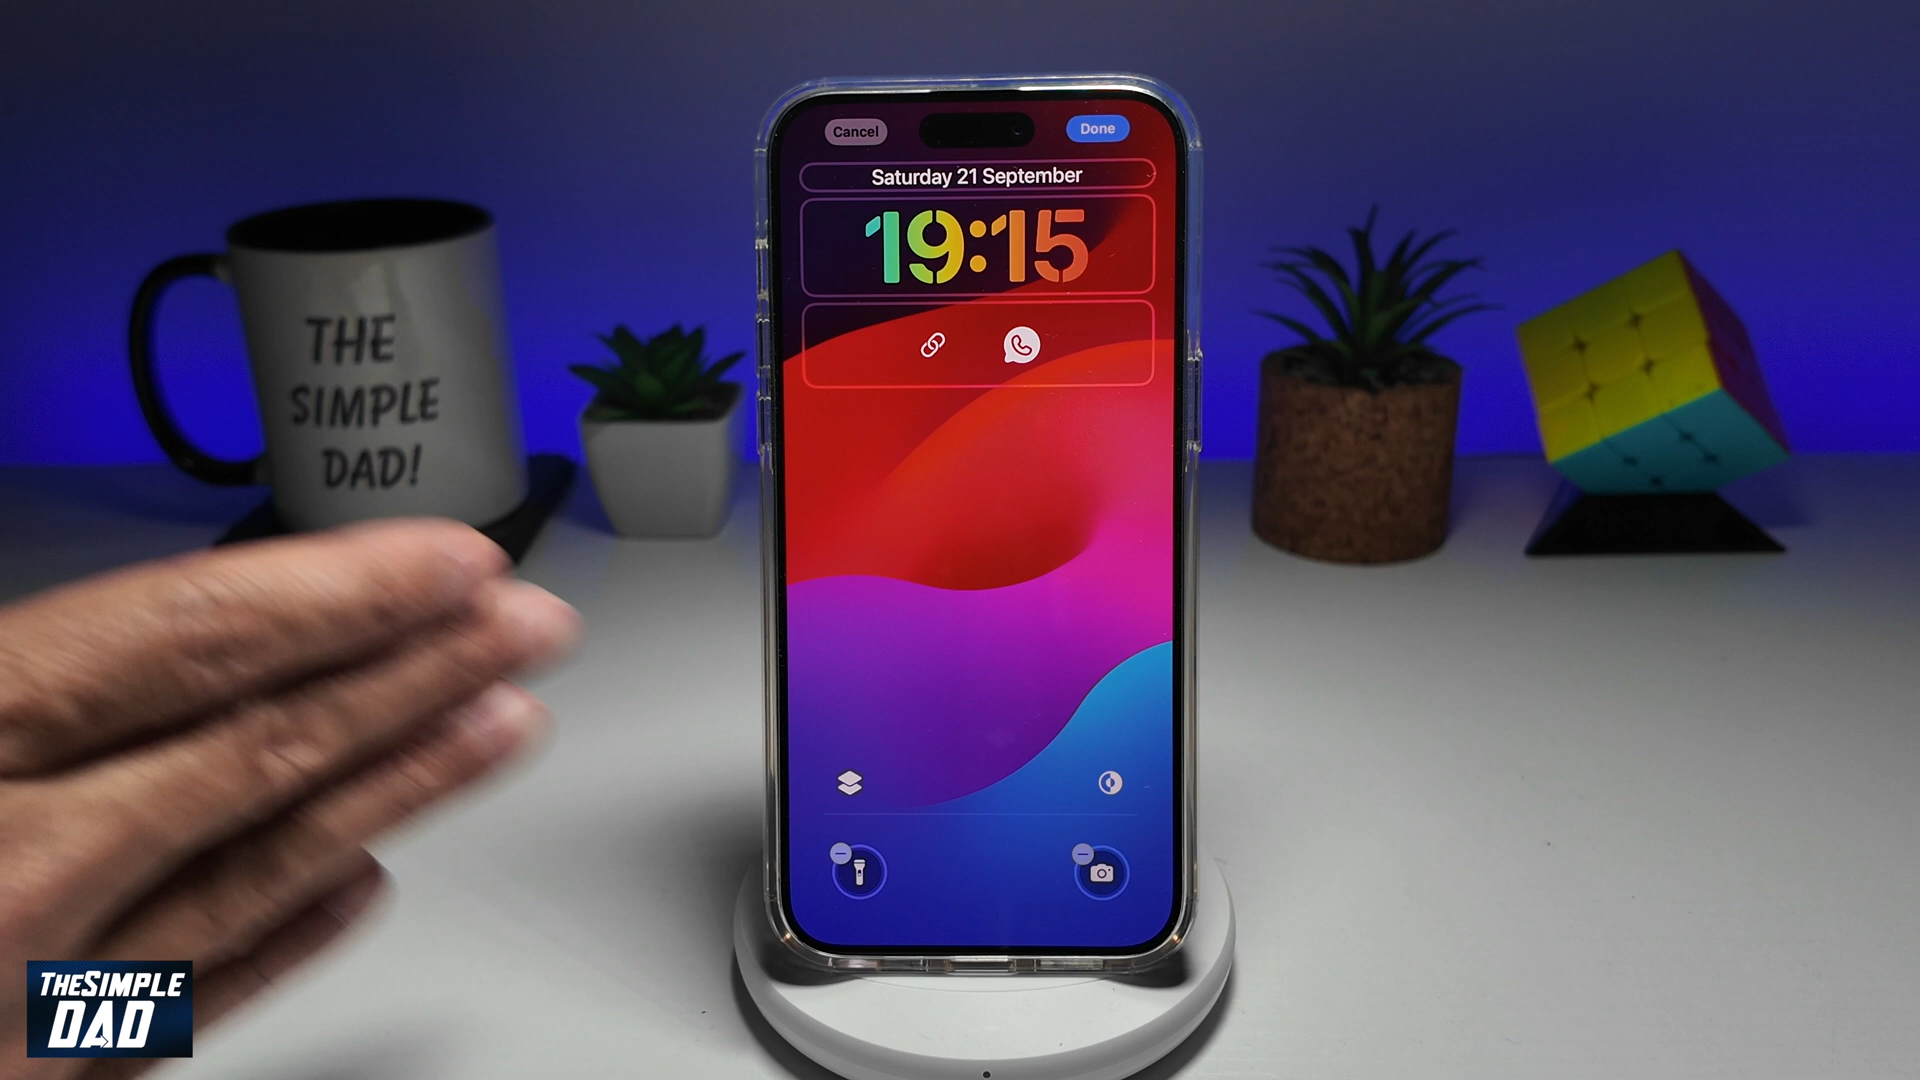 Cancel
Done
Saturday 21 September
19:15
THE
SIMPLE
DAD!
THESIMPLE
DAD